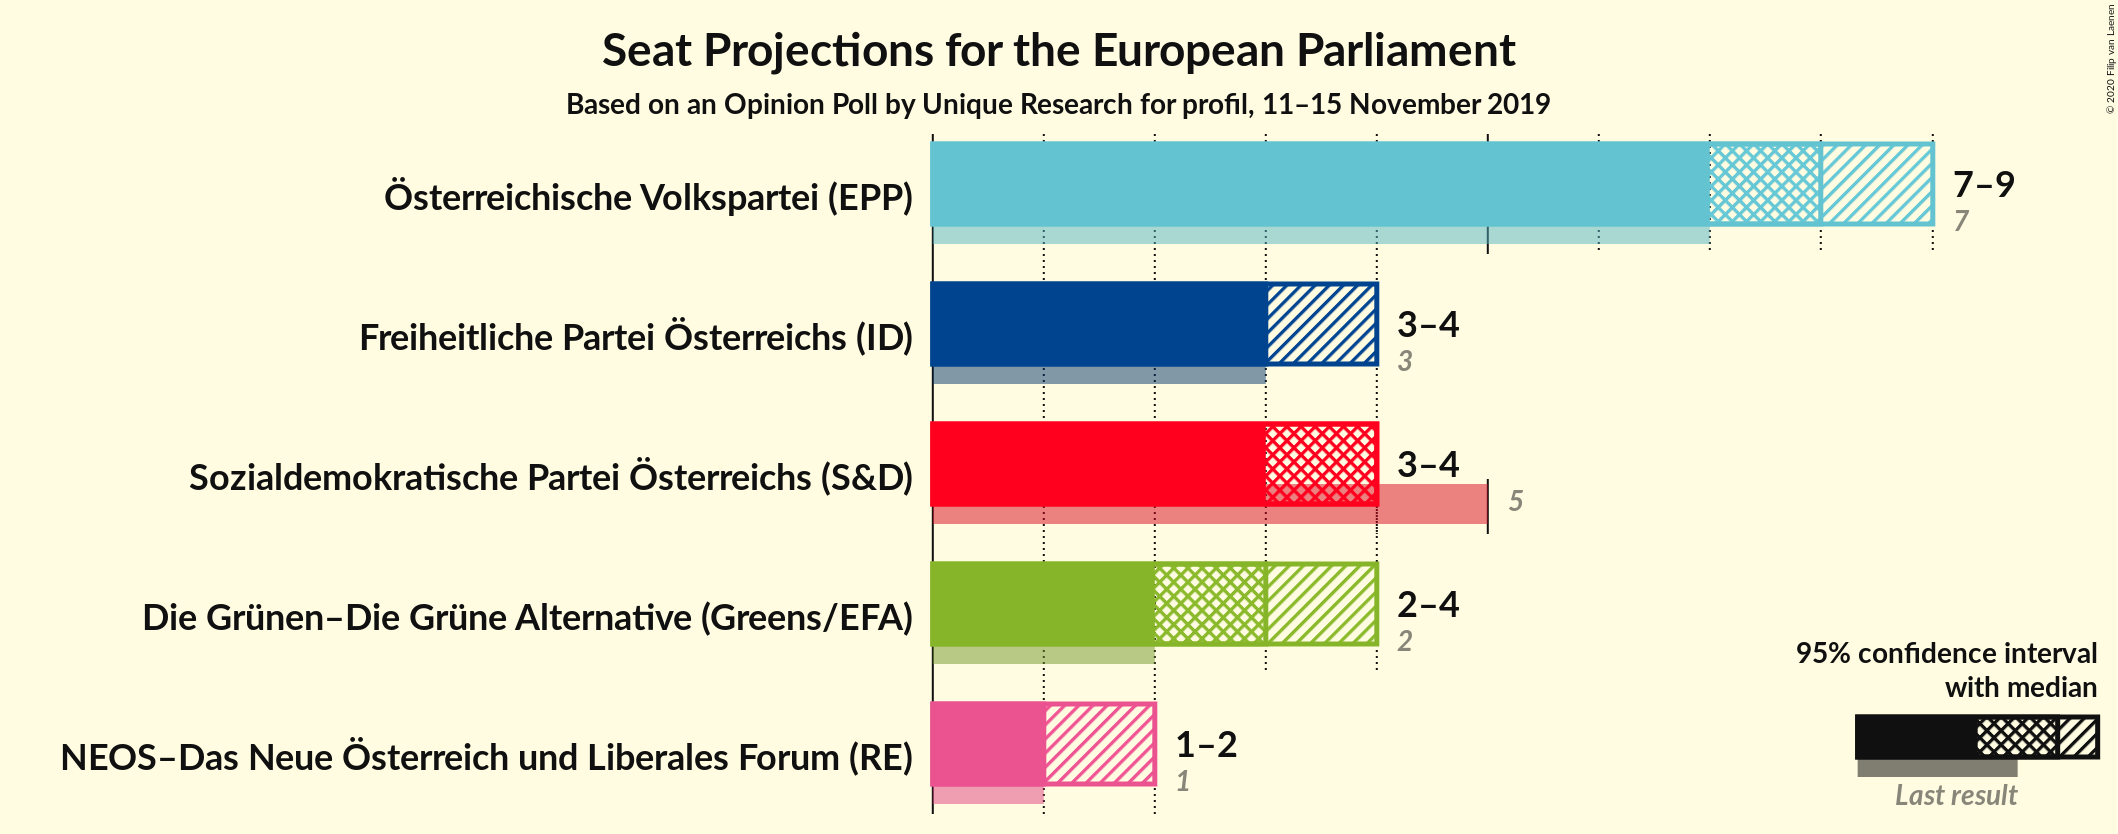 Seat Projections for the European Parliament
Based on an Opinion Poll by Unique Research for profil, 11–15 November 2019
© 2020 Filip van Laenen
Österreichische Volkspartei (EPP)
7–9
7
Freiheitliche Partei Österreichs (ID)
3–4
3
Sozialdemokratische Partei Österreichs (S&D)
3–4
5
Die Grünen–Die Grüne Alternative (Greens/EFA)
2–4
2
NEOS–Das Neue Österreich und Liberales Forum (RE)
1–2
1
95% confidence interval
with median
Last result